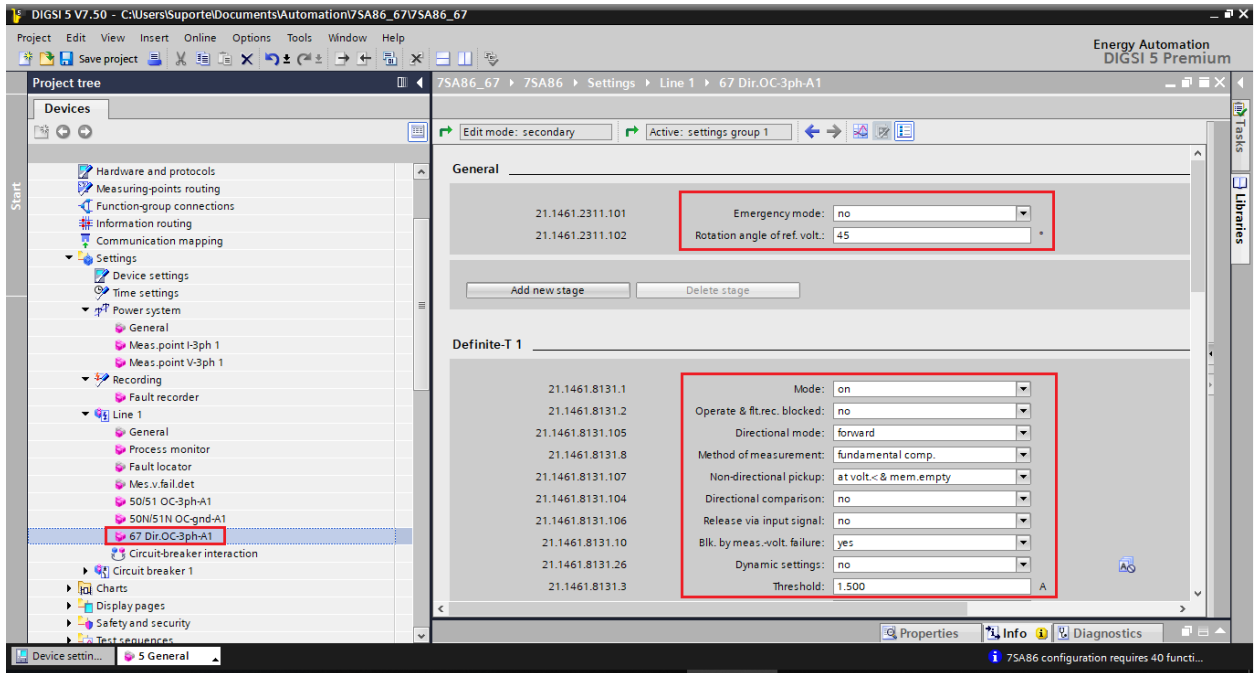 DIGSI 5 V7.50 - C:\Users\Suporte\Documents\Automation\7SA86_67\7SA86_67
Project Edit View Insert Online Options Tools Window Help
Save project
Energy Automation
DIGSI 5 Premium
Start
Project tree
Devices
Hardware and protocols
Measuring-points routing
Function-group connections
Information routing
Communication mapping
Settings
Device settings
Time settings
Power system
General
Meas.point I-3ph 1
Meas.point V-3ph 1
Recording
Fault recorder
Line 1
General
Process monitor
Fault locator
Mes.v.fail.det
50/51 OC-3ph-A1
50N/51N OC-gnd-A1
67 Dir.OC-3ph-A1
Circuit-breaker interaction
Circuit breaker 1
Charts
Display pages
Safety and security
Test sequences
7SA86_67 ▸ 7SA86 ▸ Settings ▸ Line 1 ▸ 67 Dir.OC-3ph-A1
Edit mode: secondary Active: settings group 1
General
21.1461.2311.101 Emergency mode: no
21.1461.2311.102 Rotation angle of ref. volt.: 45 °
Add new stage Delete stage
Definite-T 1
21.1461.8131.1 Mode: on
21.1461.8131.2 Operate & flt.rec. blocked: no
21.1461.8131.105 Directional mode: forward
21.1461.8131.8 Method of measurement: fundamental comp.
21.1461.8131.107 Non-directional pickup: at volt.< & mem.empty
21.1461.8131.104 Directional comparison: no
21.1461.8131.106 Release via input signal: no
21.1461.8131.10 Blk. by meas.-volt. failure: yes
21.1461.8131.26 Dynamic settings: no
21.1461.8131.3 Threshold: 1.500 A
Tasks
Libraries
Properties Info Diagnostics
Device settin... 5 General
7SA86 configuration requires 40 functi...